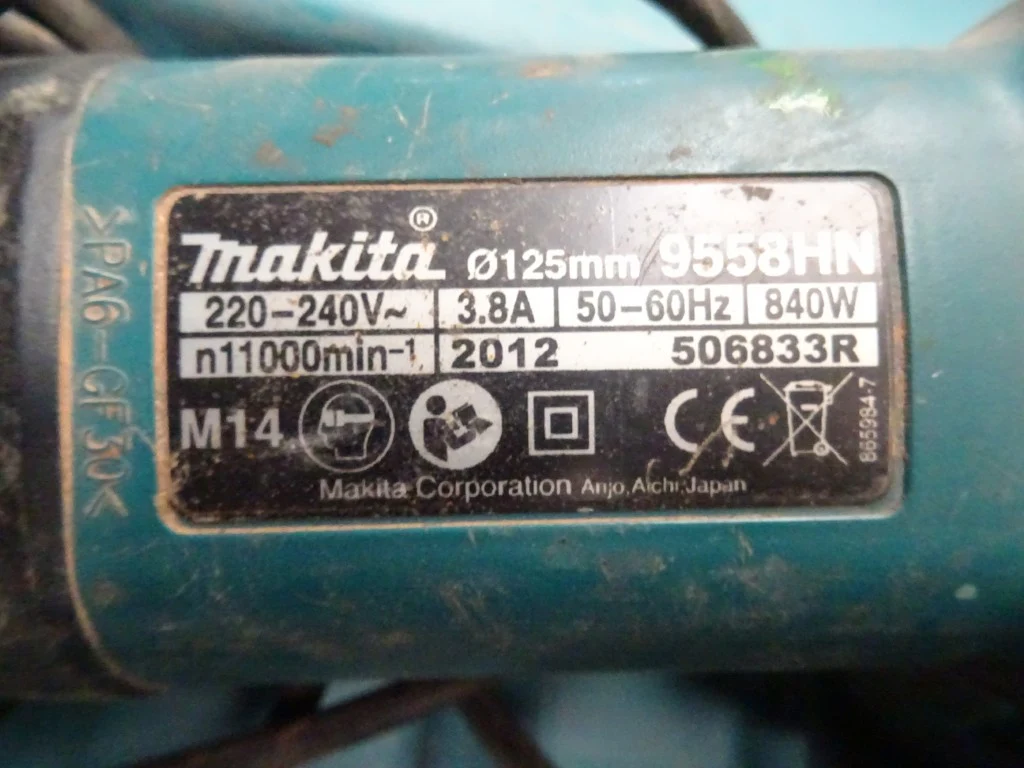 makita® Ø125mm 9558HN
220-240V~ 3.8A 50-60Hz 840W
n11000min-1 2012 506833R
M14 CE
865984-7
Makita Corporation Anjo, Aichi, Japan
>PA6-GF30<